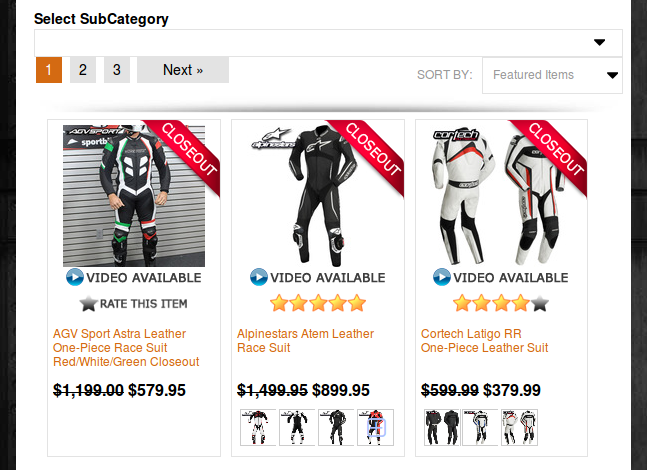 Select SubCategory
1 2 3 Next »
SORT BY: Featured Items
AGVSPORT
sportb
CLOSEOUT
VIDEO AVAILABLE
RATE THIS ITEM
AGV Sport Astra Leather
One-Piece Race Suit
Red/White/Green Closeout
$1,199.00 $579.95
alpinestars
CLOSEOUT
VIDEO AVAILABLE
Alpinestars Atem Leather
Race Suit
$1,499.95 $899.95
cortech
CLOSEOUT
VIDEO AVAILABLE
Cortech Latigo RR
One-Piece Leather Suit
$599.99 $379.99